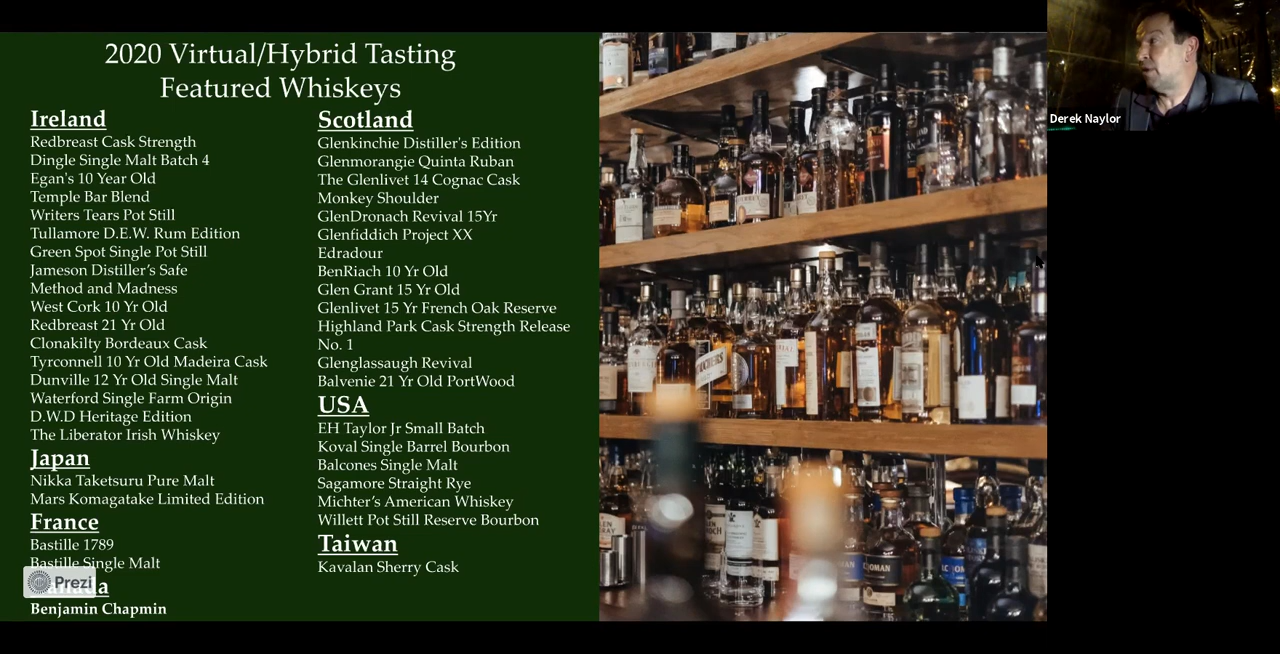 2020 Virtual/Hybrid Tasting
Featured Whiskeys
Ireland
Redbreast Cask Strength
Dingle Single Malt Batch 4
Egan's 10 Year Old
Temple Bar Blend
Writers Tears Pot Still
Tullamore D.E.W. Rum Edition
Green Spot Single Pot Still
Jameson Distiller’s Safe
Method and Madness
West Cork 10 Yr Old
Redbreast 21 Yr Old
Clonakilty Bordeaux Cask
Tyrconnell 10 Yr Old Madeira Cask
Dunville 12 Yr Old Single Malt
Waterford Single Farm Origin
D.W.D Heritage Edition
The Liberator Irish Whiskey
Japan
Nikka Taketsuru Pure Malt
Mars Komagatake Limited Edition
France
Bastille 1789
Bastille Single Malt
Prezi
Benjamin Chapmin
Scotland
Glenkinchie Distiller's Edition
Glenmorangie Quinta Ruban
The Glenlivet 14 Cognac Cask
Monkey Shoulder
GlenDronach Revival 15Yr
Glenfiddich Project XX
Edradour
BenRiach 10 Yr Old
Glen Grant 15 Yr Old
Glenlivet 15 Yr French Oak Reserve
Highland Park Cask Strength Release
No. 1
Glenglassaugh Revival
Balvenie 21 Yr Old PortWood
USA
EH Taylor Jr Small Batch
Koval Single Barrel Bourbon
Balcones Single Malt
Sagamore Straight Rye
Michter’s American Whiskey
Willett Pot Still Reserve Bourbon
Taiwan
Kavalan Sherry Cask
Derek Naylor